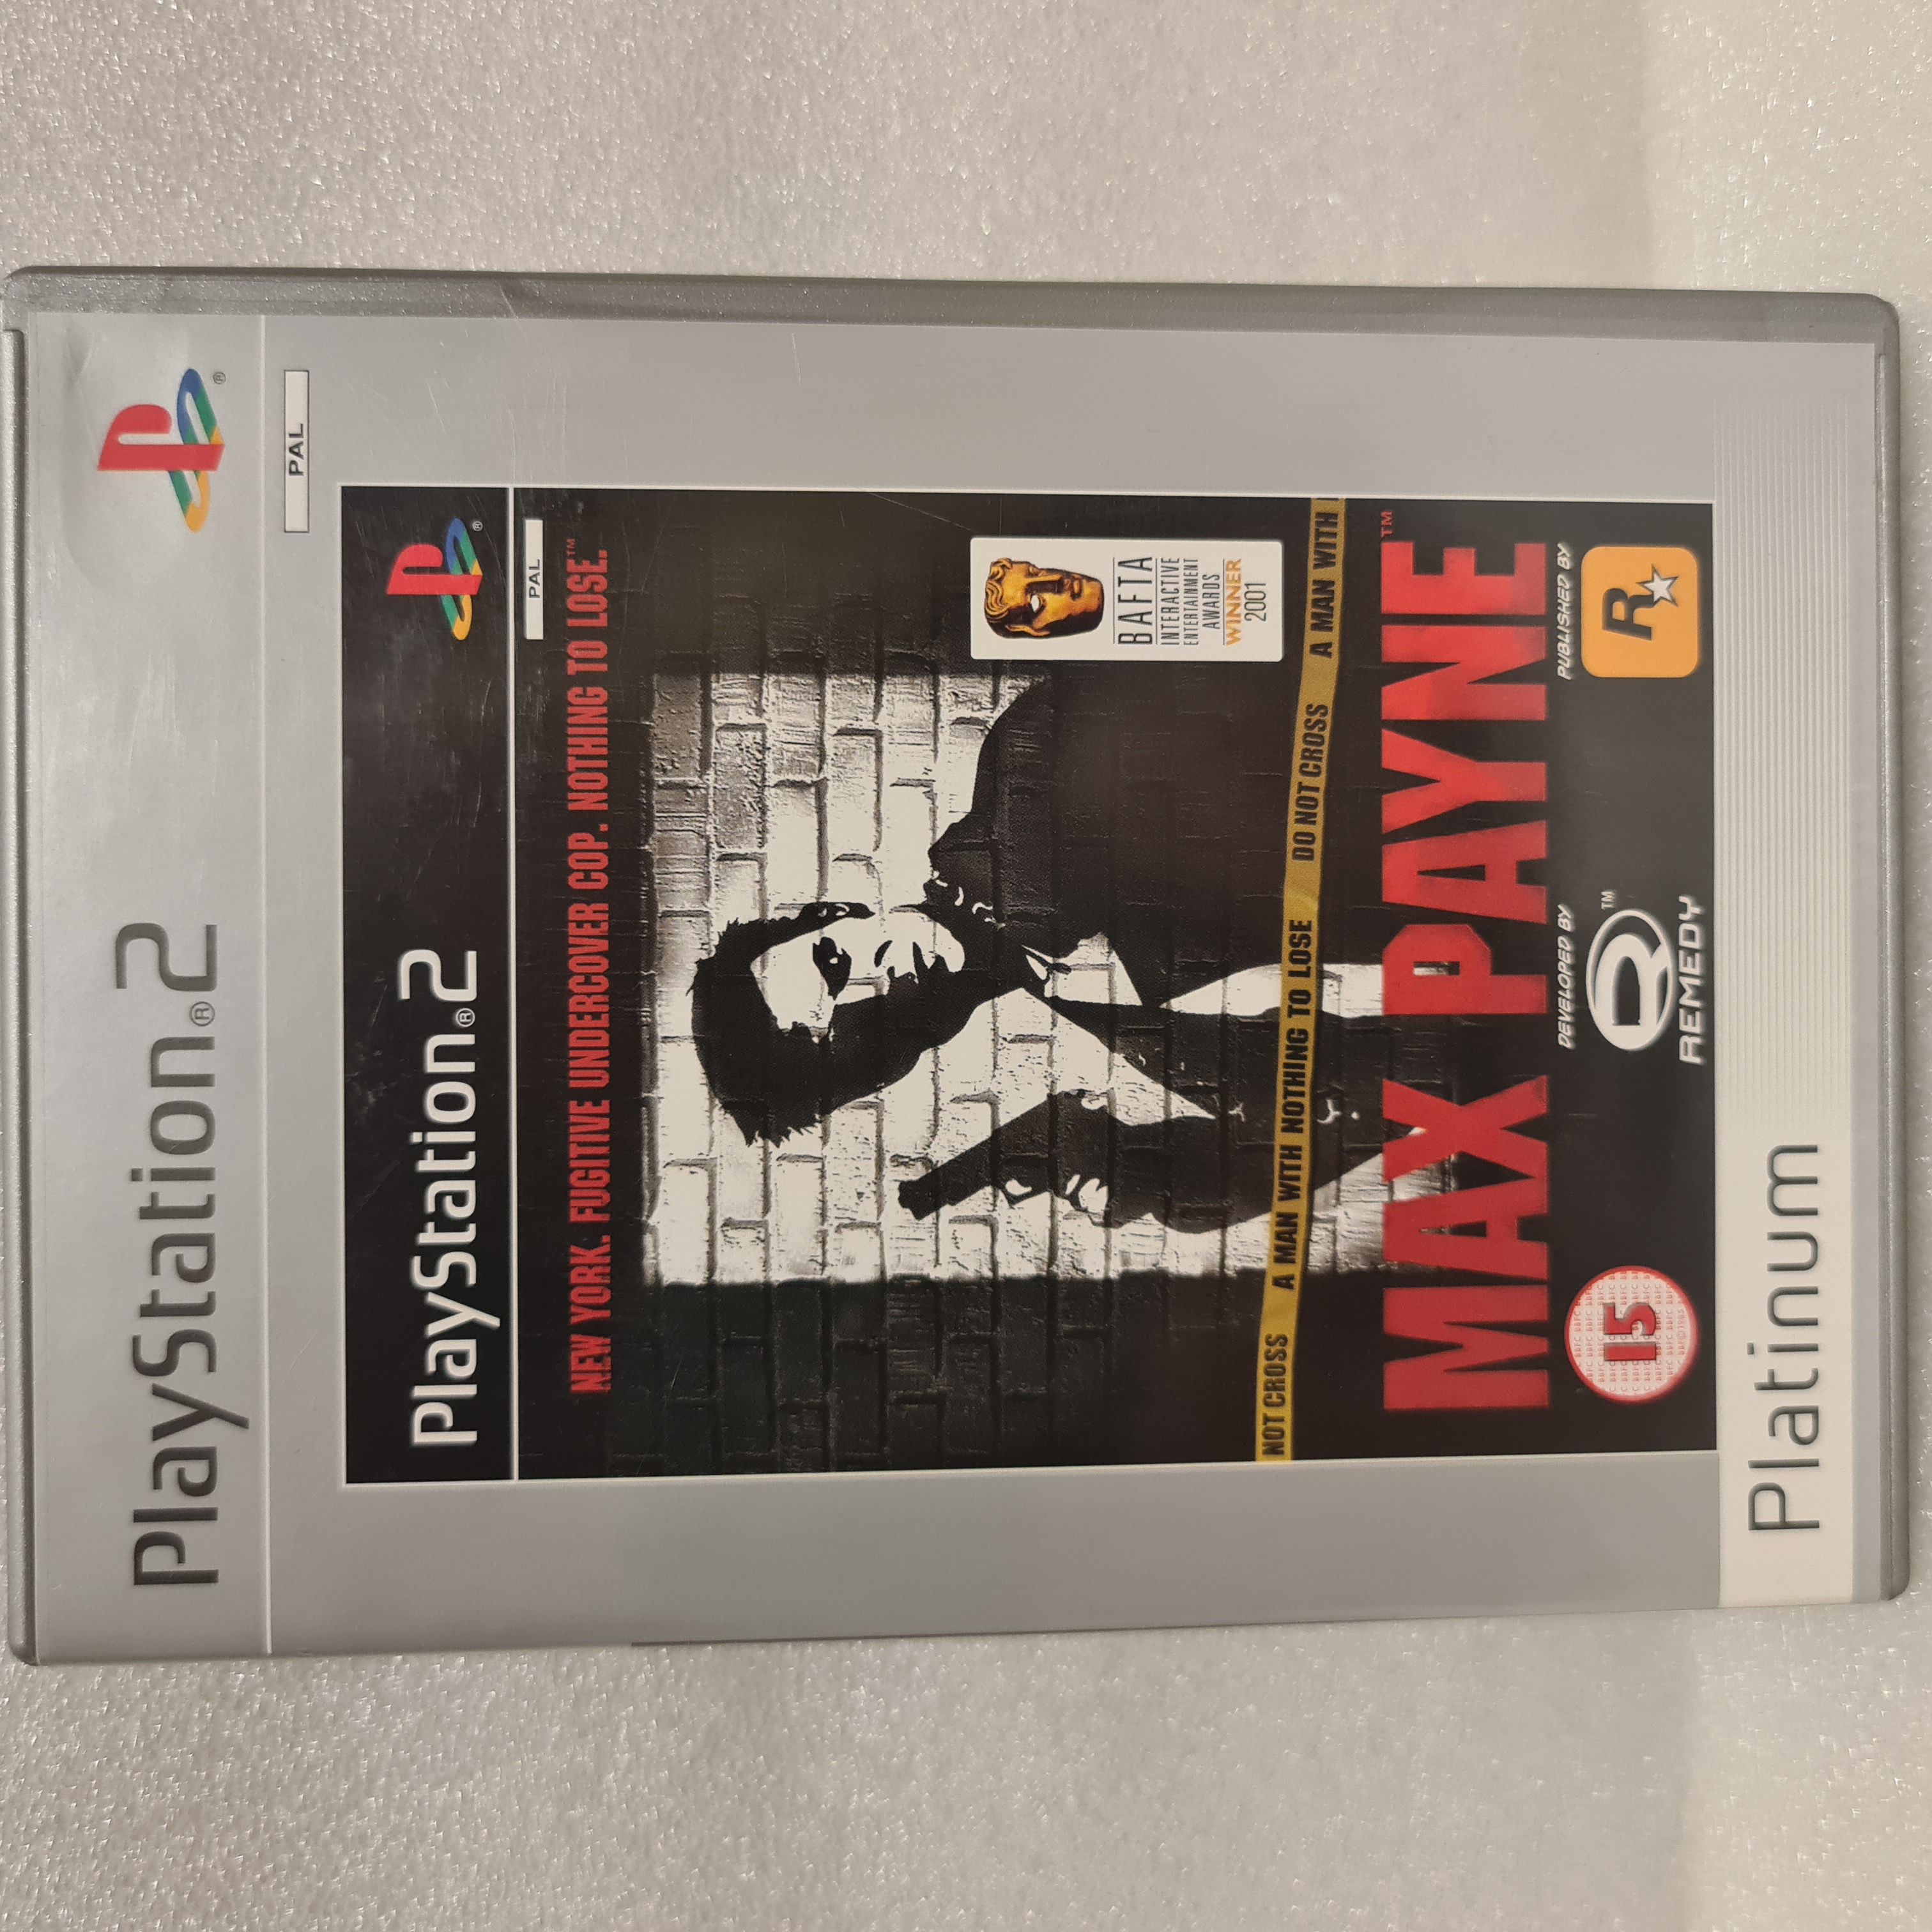 PlayStation®2
PAL
PlayStation®2
PAL
NEW YORK. FUGITIVE UNDERCOVER COP. NOTHING TO LOSE.™
BAFTA
INTERACTIVE
ENTERTAINMENT
AWARDS
WINNER
2001
NOT CROSS A MAN WITH NOTHING TO LOSE DO NOT CROSS A MAN WITH
MAX PAYNE™
15
DEVELOPED BY
REMEDY™
PUBLISHED BY
R
Platinum